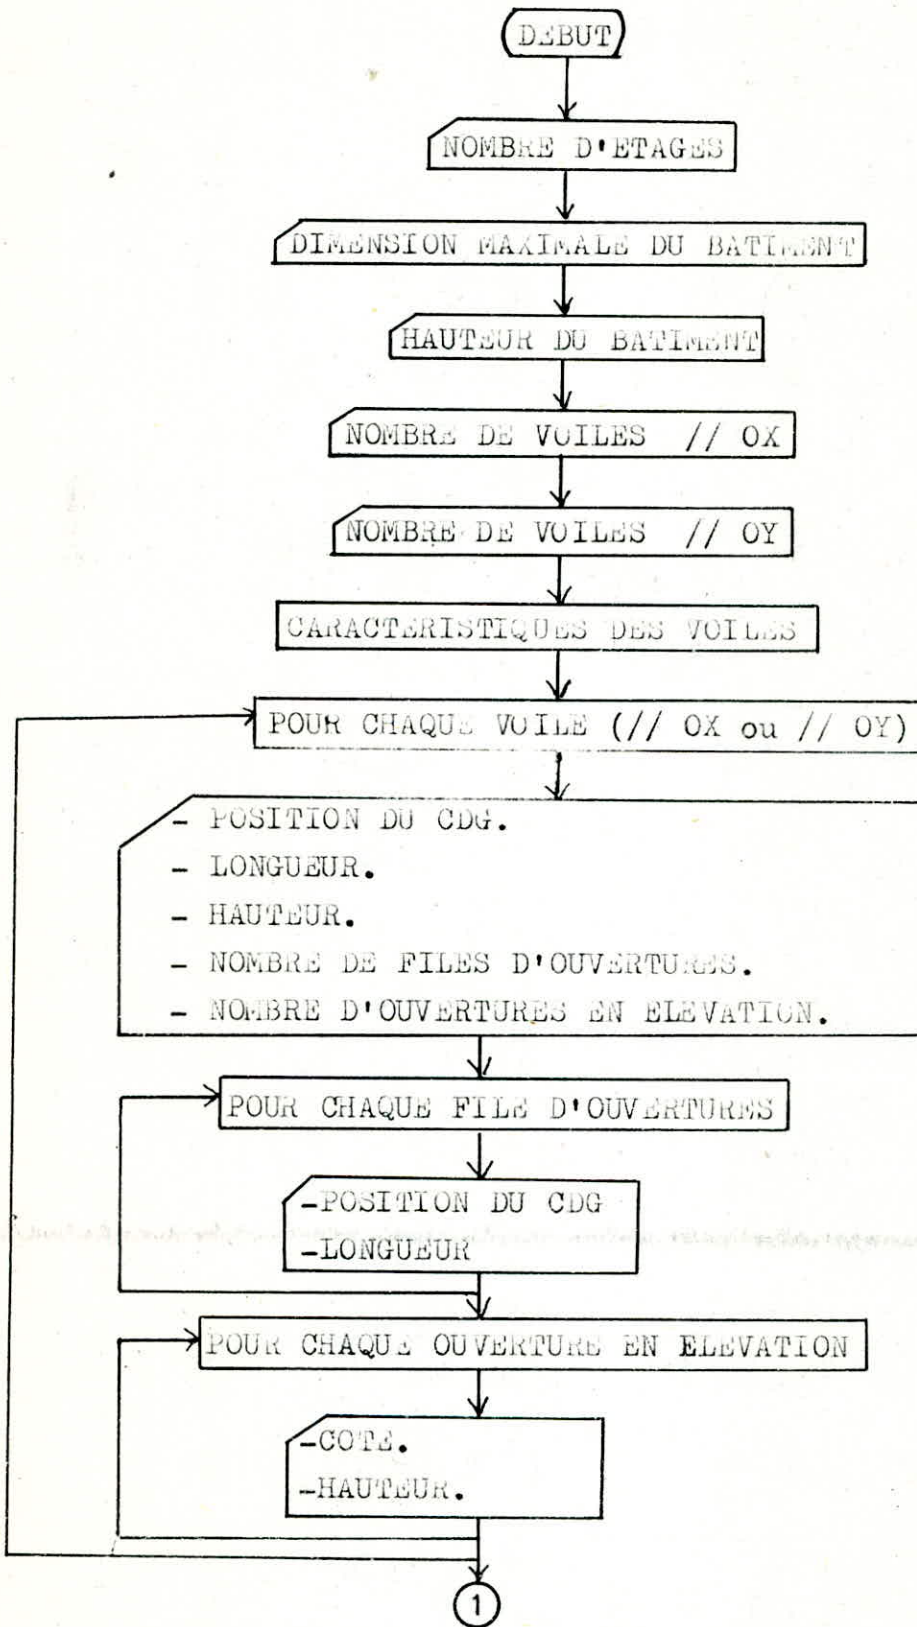 DEBUT
NOMBRE D'ETAGES
DIMENSION MAXIMALE DU BATIMENT
HAUTEUR DU BATIMENT
NOMBRE DE VOILES // OX
NOMBRE DE VOILES // OY
CARACTERISTIQUES DES VOILES
POUR CHAQUE VOILE (// OX ou // OY)
- POSITION DU CDG.
- LONGUEUR.
- HAUTEUR.
- NOMBRE DE FILES D'OUVERTURES.
- NOMBRE D'OUVERTURES EN ELEVATION.
POUR CHAQUE FILE D'OUVERTURES
-POSITION DU CDG
-LONGUEUR
POUR CHAQUE OUVERTURE EN ELEVATION
-COTE.
-HAUTEUR.
1